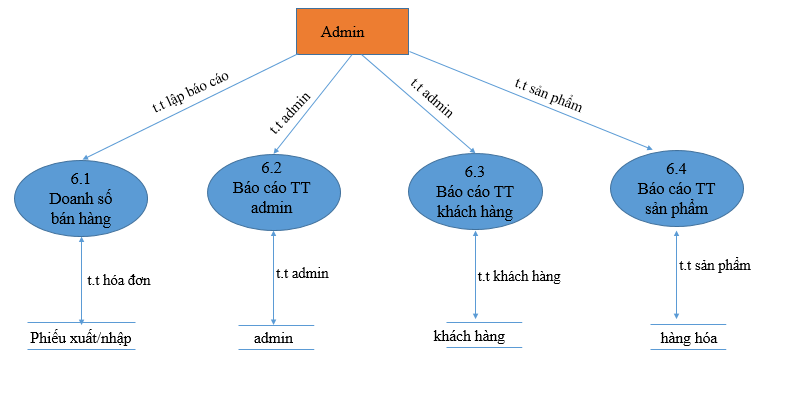 Admin
t.t lập báo cáo
t.t admin
t.t admin
t.t sản phẩm
6.1
Doanh số
bán hàng
6.2
Báo cáo TT
admin
6.3
Báo cáo TT
khách hàng
6.4
Báo cáo TT
sản phẩm
t.t hóa đơn
t.t admin
t.t khách hàng
t.t sản phẩm
Phiếu xuất/nhập
admin
khách hàng
hàng hóa